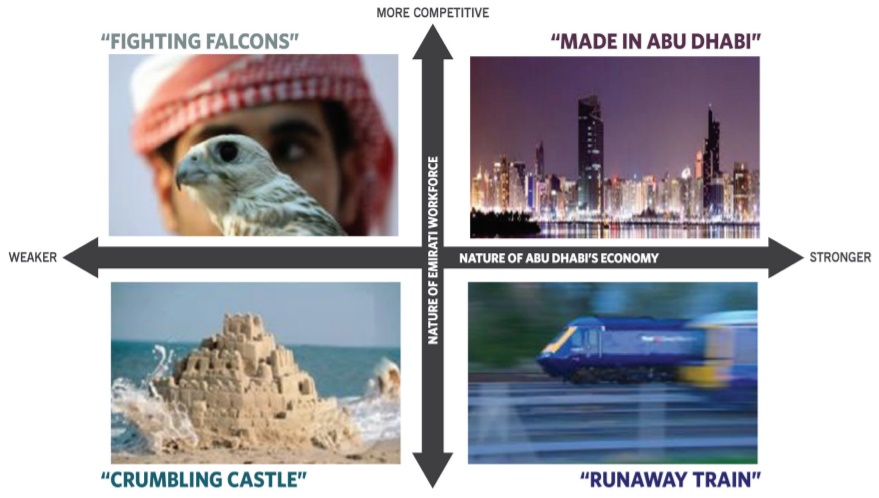 MORE COMPETITIVE
“FIGHTING FALCONS”
“MADE IN ABU DHABI”
NATURE OF EMIRATI WORKFORCE
WEAKER
NATURE OF ABU DHABI’S ECONOMY
STRONGER
“CRUMBLING CASTLE”
“RUNAWAY TRAIN”